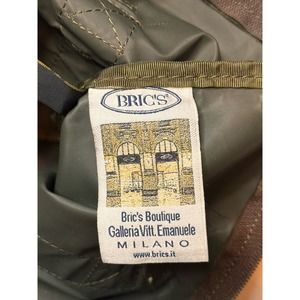 BRIC'S
Bric's Boutique
Galleria Vitt. Emanuele
MILANO
www.brics.it